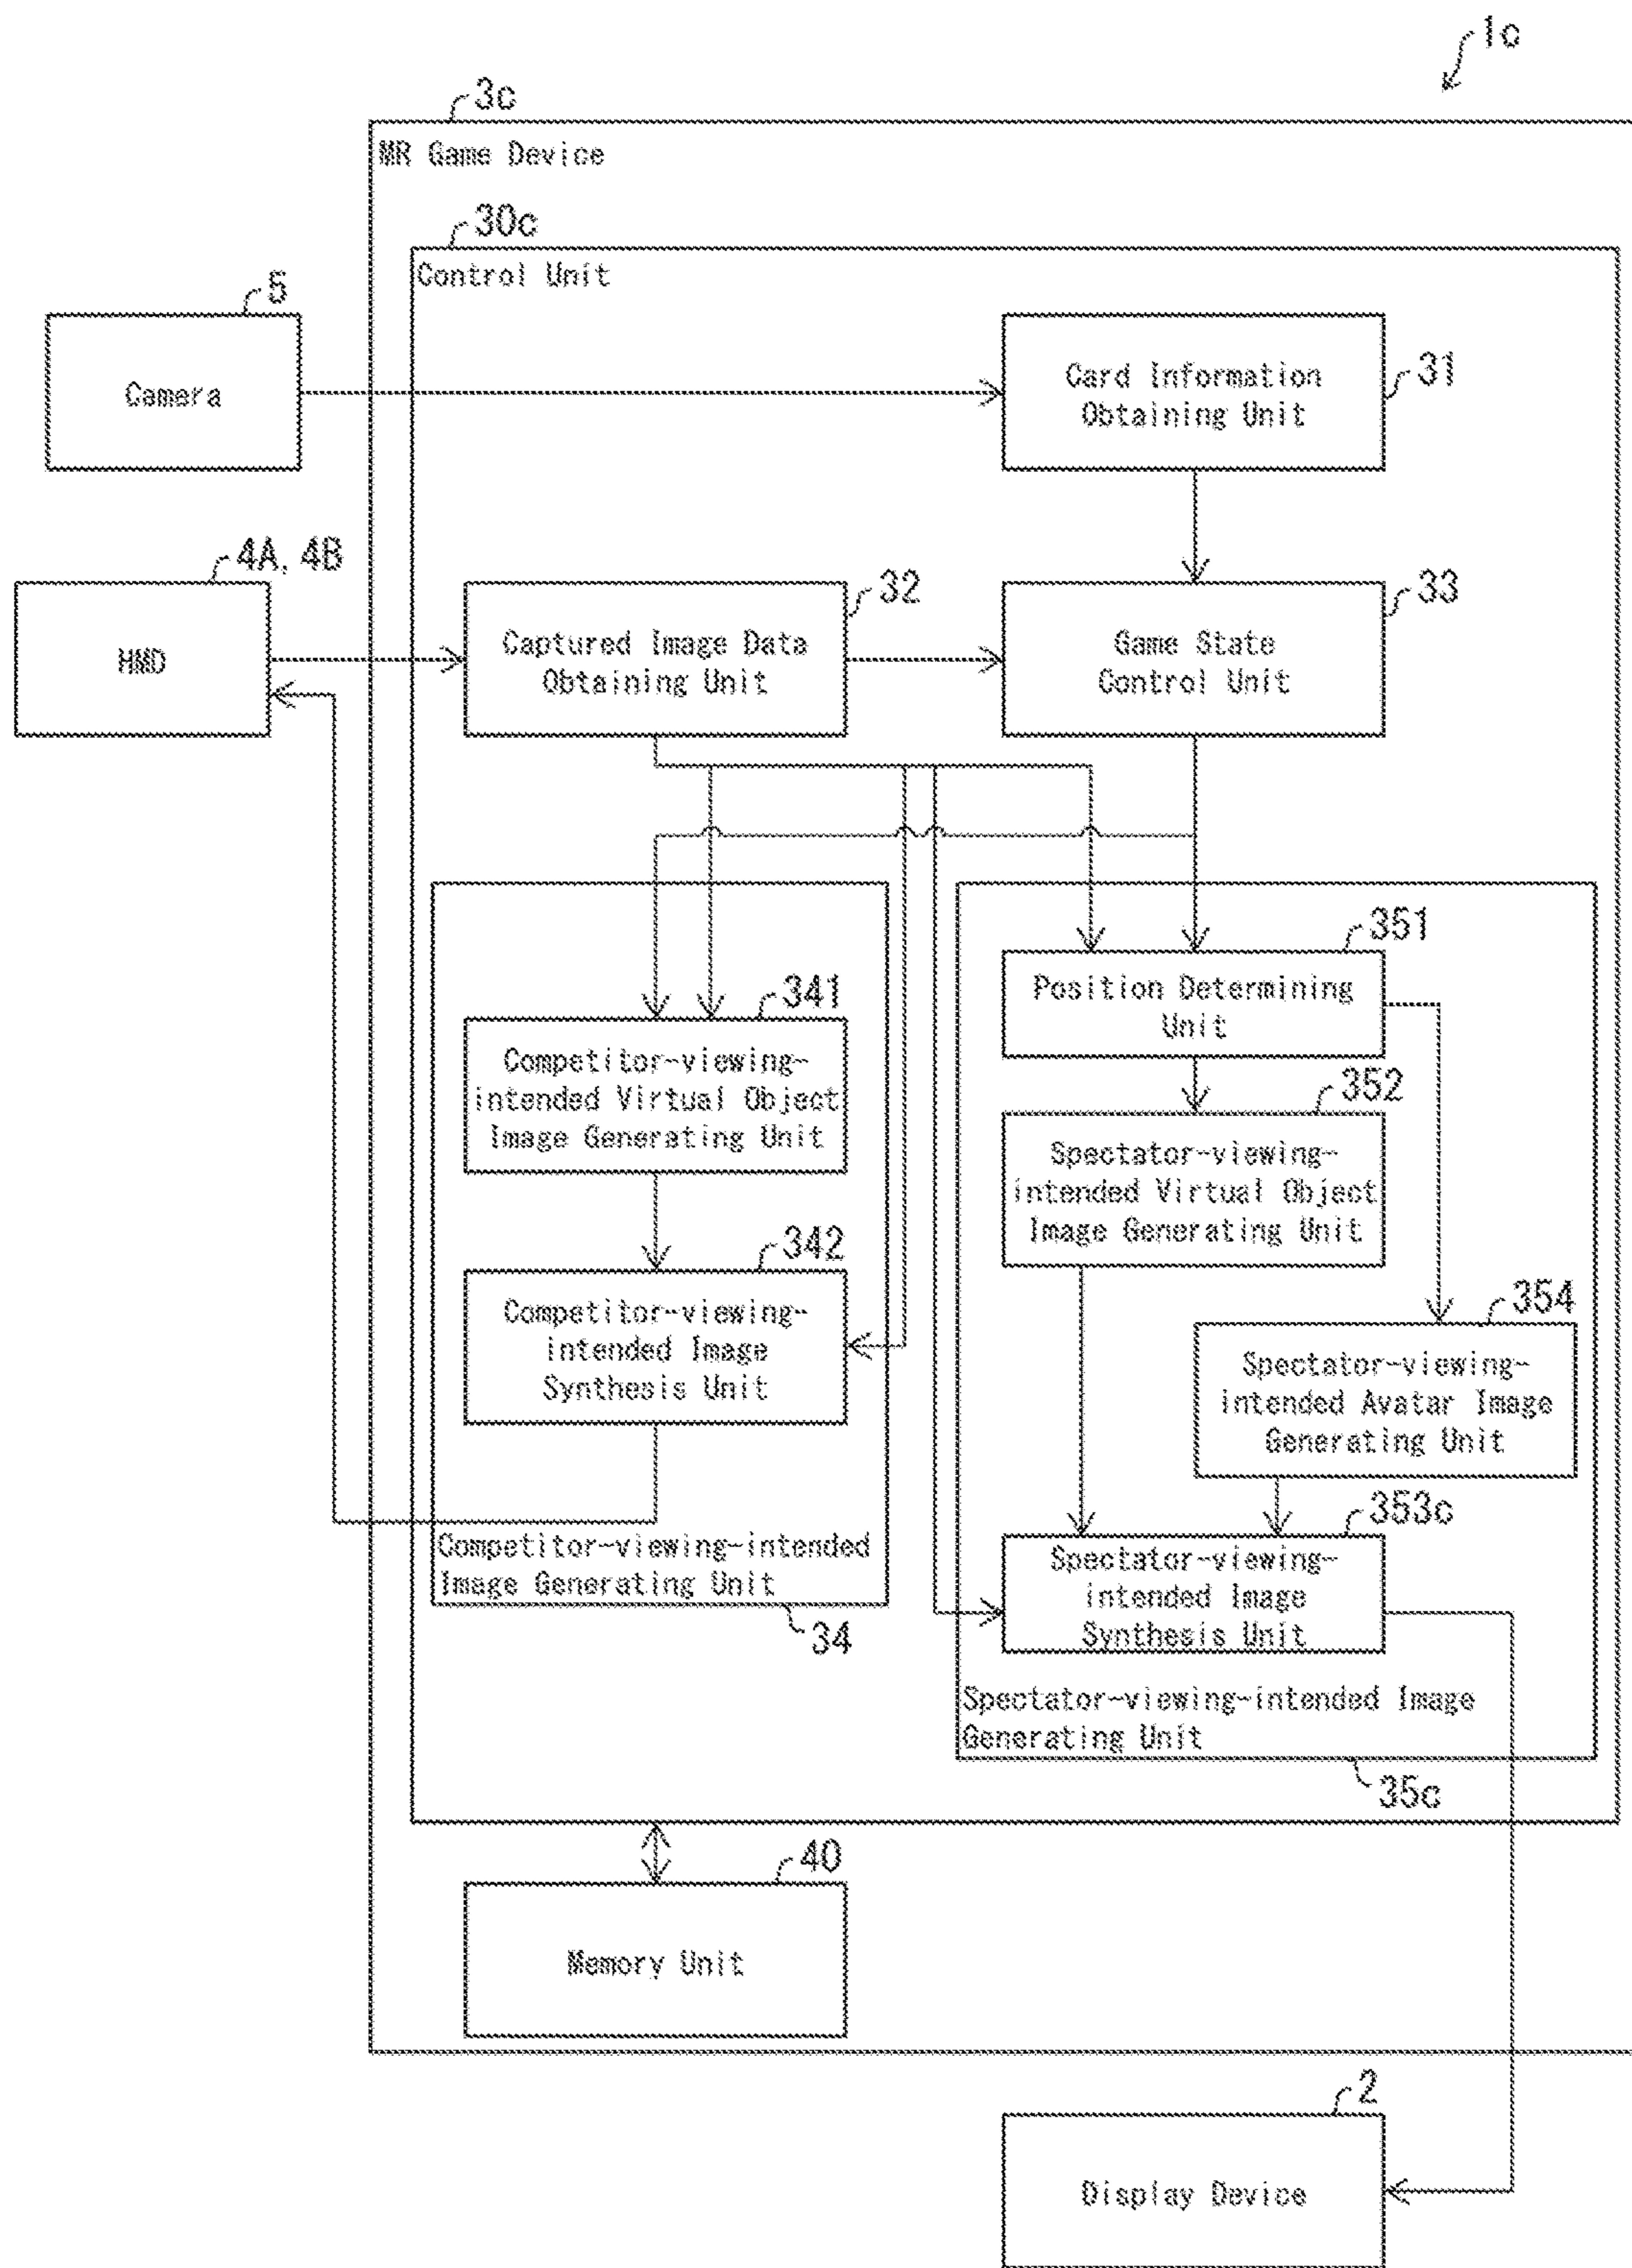 1c
3c
MR Game Device
30c
Control Unit
5
Camera
Card Information
Obtaining Unit
31
4A, 4B
HMD
32
Captured Image Data
Obtaining Unit
33
Game State
Control Unit
351
Position Determining
Unit
341
Competitor-viewing-
intended Virtual Object
Image Generating Unit
352
Spectator-viewing-
intended Virtual Object
Image Generating Unit
342
Competitor-viewing-
intended Image
Synthesis Unit
354
Spectator-viewing-
intended Avatar Image
Generating Unit
353c
Spectator-viewing-
intended Image
Synthesis Unit
Competitor-viewing-intended
Image Generating Unit
34
Spectator-viewing-intended Image
Generating Unit
35c
40
Memory Unit
2
Display Device